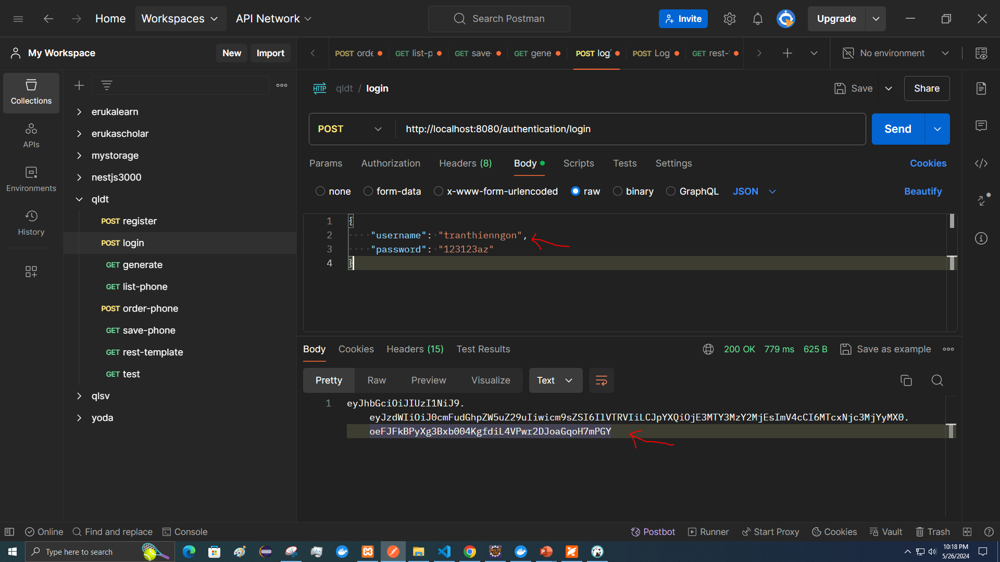 Home
Workspaces
API Network
Search Postman
Invite
Upgrade
My Workspace
New
Import
POST orde
GET list-p
GET save-
GET gene
POST log
POST Log
GET rest-
No environment
Collections
APIs
Environments
History
erukalearn
erukascholar
mystorage
nestjs3000
qldt
POST register
POST login
GET generate
GET list-phone
POST order-phone
GET save-phone
GET rest-template
GET test
qlsv
yoda
HTTP qldt / login
Save
Share
POST
http://localhost:8080/authentication/login
Send
Params
Authorization
Headers (8)
Body
Scripts
Tests
Settings
Cookies
none
form-data
x-www-form-urlencoded
raw
binary
GraphQL
JSON
Beautify
1 {
2 "username": "tranthienngon",
3 "password": "123123az"
4 }
Body
Cookies
Headers (15)
Test Results
200 OK
779 ms
625 B
Save as example
Pretty
Raw
Preview
Visualize
Text
1 eyJhbGciOiJIUzI1NiJ9.
eyJzdWIiOiJ0cmFudGhpZW5uZ29uIiwicm9sZSI6IlVTRVIiLCJpYXQiOjE3MTY3MzY2MjEsImV4cCI6MTcxNjc3MjYyMX0.
oeFJFkBPyXg3Bxb004KgfdiL4VPwr2DJoaGqoH7mPGY
Online
Find and replace
Console
Postbot
Runner
Start Proxy
Cookies
Vault
Trash
Type here to search
10:18 PM
5/26/2024